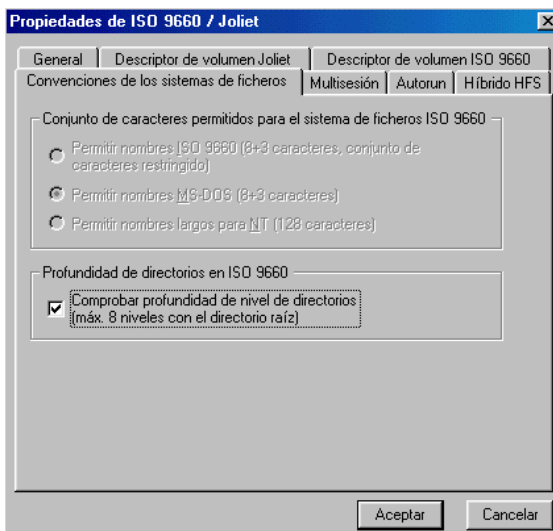 Propiedades de ISO 9660 / Joliet
General Descriptor de volumen Joliet Descriptor de volumen ISO 9660
Convenciones de los sistemas de ficheros Multisesión Autorun Híbrido HFS
Conjunto de caracteres permitidos para el sistema de ficheros ISO 9660
Permitir nombres ISO 9660 (8+3 caracteres, conjunto de
caracteres restringido)
Permitir nombres MS-DOS (8+3 caracteres)
Permitir nombres largos para NT (128 caracteres)
Profundidad de directorios en ISO 9660
Comprobar profundidad de nivel de directorios
(máx. 8 niveles con el directorio raíz)
Aceptar Cancelar